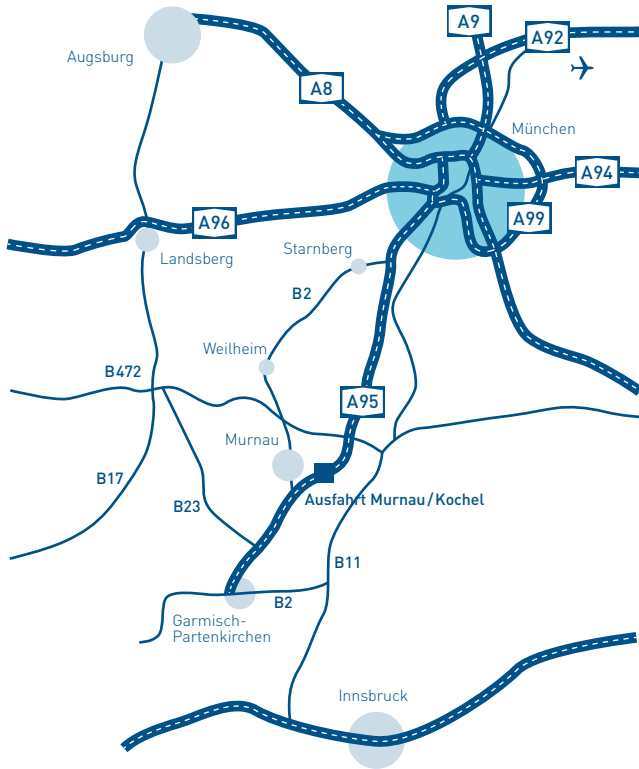 A9
A92
Augsburg
A8
München
A94
A96
A99
Starnberg
Landsberg
B2
Weilheim
B472
A95
Murnau
B17
B23
Ausfahrt Murnau/Kochel
B11
B2
Garmisch-
Partenkirchen
Innsbruck